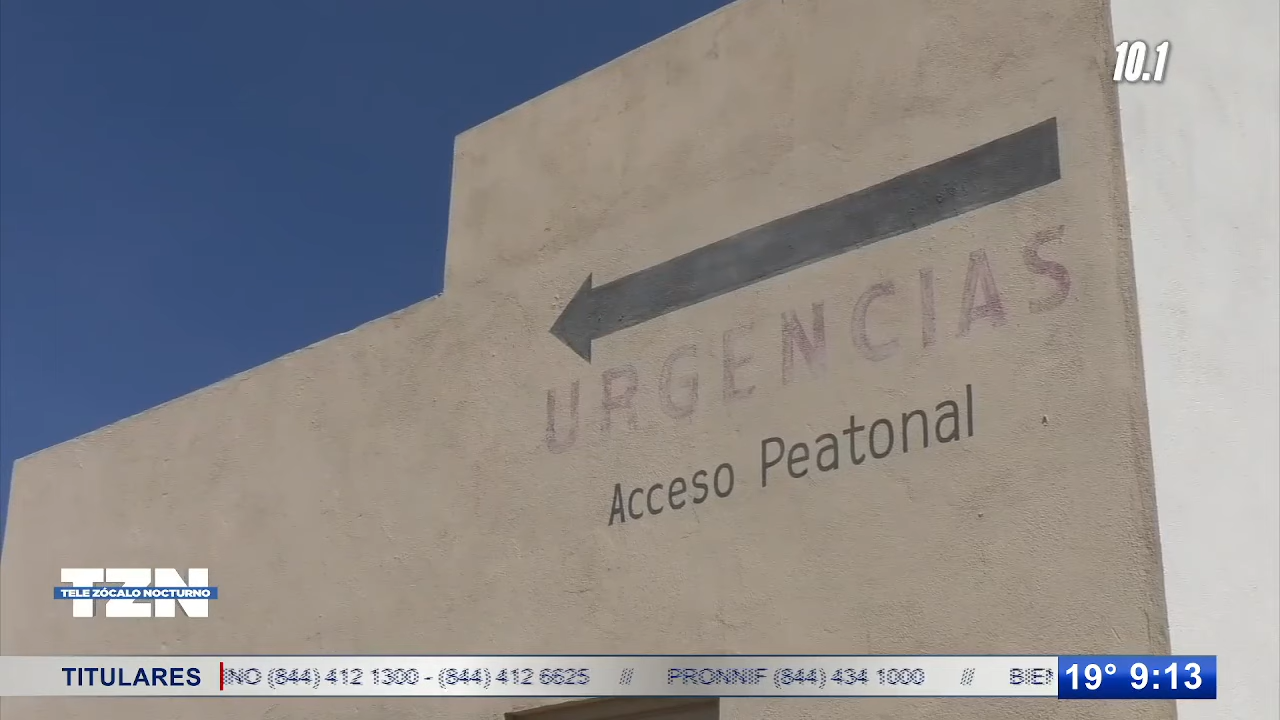 10.1
URGENCIAS
Acceso Peatonal
TZN
TELE ZÓCALO NOCTURNO
TITULARES
(844) 412 1300 - (844) 412 6625 // PRONNIF (844) 434 1000 //
19° 9:13